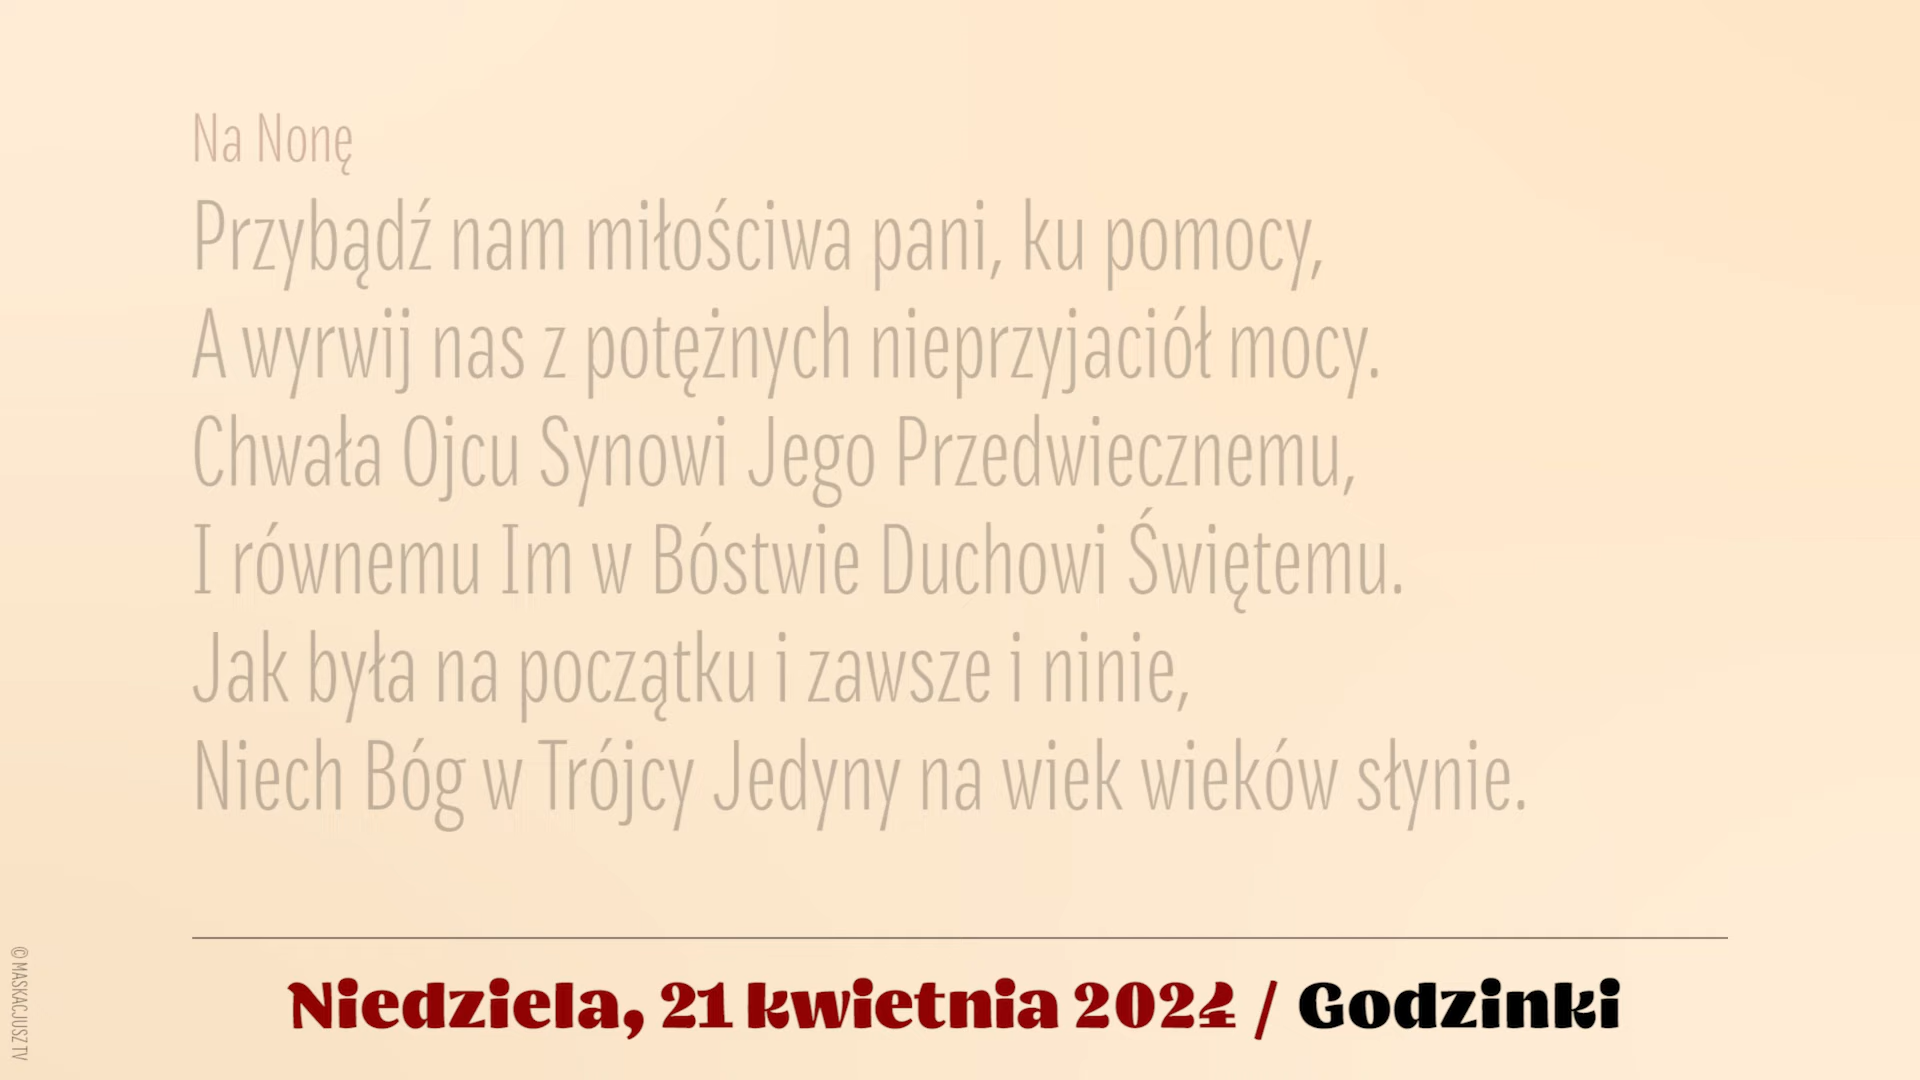 Na Nonę
Przybądź nam miłościwa pani, ku pomocy,
A wyrwij nas z potężnych nieprzyjaciół mocy.
Chwała Ojcu Synowi Jego Przedwiecznemu,
I równemu Im w Bóstwie Duchowi Świętemu.
Jak była na początku i zawsze i ninie,
Niech Bóg w Trójcy Jedyny na wiek wieków słynie.
Niedziela, 21 kwietnia 2024 / Godzinki
© MASKACJUSZ TV